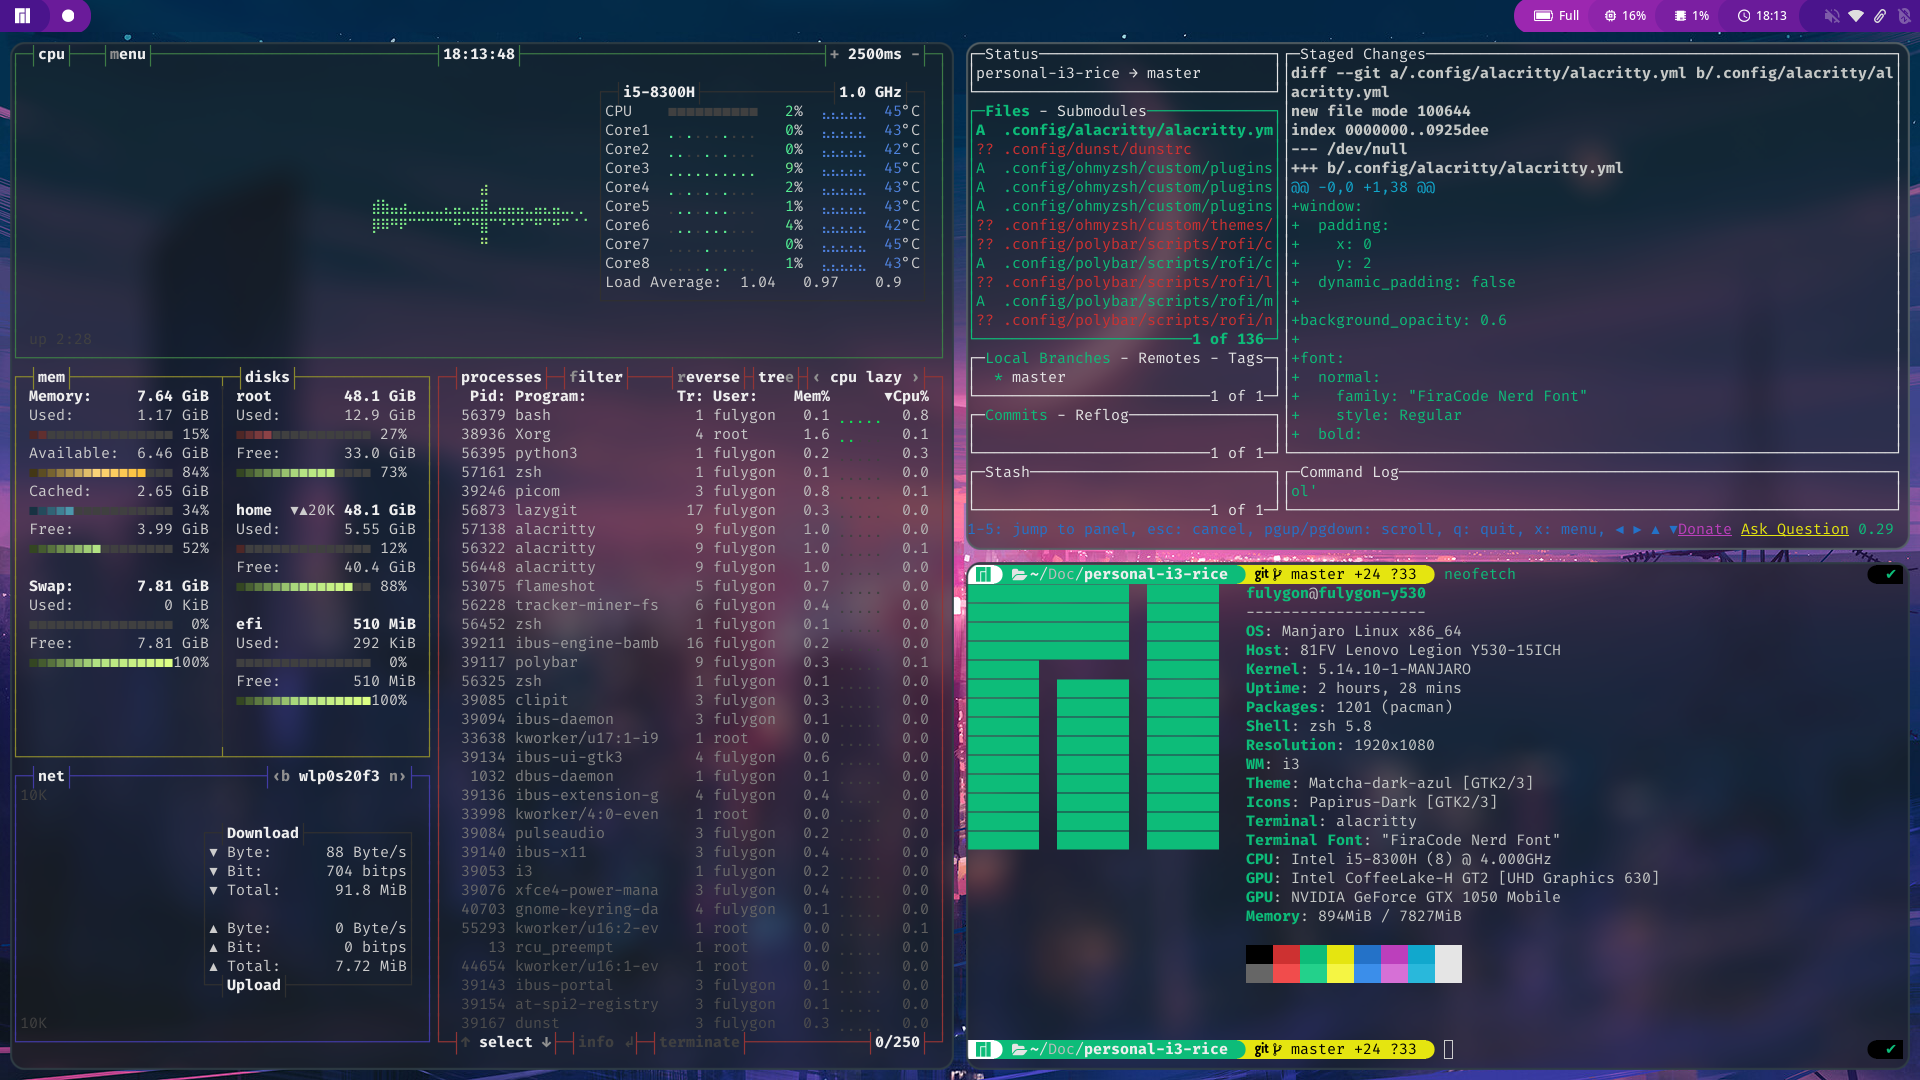 Full 16% 1% 18:13
cpu menu 18:13:48 + 2500ms -
i5-8300H 1.0 GHz
CPU 2% 45°C
Core1 0% 43°C
Core2 0% 42°C
Core3 9% 45°C
Core4 2% 43°C
Core5 1% 43°C
Core6 4% 42°C
Core7 0% 45°C
Core8 1% 43°C
Load Average: 1.04 0.97 0.9
up 2:28
mem
Memory: 7.64 GiB
Used: 1.17 GiB
15%
Available: 6.46 GiB
84%
Cached: 2.65 GiB
34%
Free: 3.99 GiB
52%
Swap: 7.81 GiB
Used: 0 KiB
0%
Free: 7.81 GiB
100%
disks
root 48.1 GiB
Used: 12.9 GiB
27%
Free: 33.0 GiB
73%
home ▼▲20K 48.1 GiB
Used: 5.55 GiB
12%
Free: 40.4 GiB
88%
efi 510 MiB
Used: 292 KiB
0%
Free: 510 MiB
100%
net ‹b wlp0s20f3 n›
10K
Download
▼ Byte: 88 Byte/s
▼ Bit: 704 bitps
▼ Total: 91.8 MiB
▲ Byte: 0 Byte/s
▲ Bit: 0 bitps
▲ Total: 7.72 MiB
Upload
10K
processes filter reverse tree ‹ cpu lazy ›
Pid: Program: Tr: User: Mem% ▼Cpu%
56379 bash 1 fulygon 0.1 0.8
38936 Xorg 4 root 1.6 0.1
56395 python3 1 fulygon 0.2 0.3
57161 zsh 1 fulygon 0.1 0.0
39246 picom 3 fulygon 0.8 0.1
56873 lazygit 17 fulygon 0.3 0.0
57138 alacritty 9 fulygon 1.0 0.0
56322 alacritty 9 fulygon 1.0 0.1
56448 alacritty 9 fulygon 1.0 0.0
53075 flameshot 5 fulygon 0.7 0.0
56228 tracker-miner-fs 6 fulygon 0.4 0.0
56452 zsh 1 fulygon 0.1 0.0
39211 ibus-engine-bamb 16 fulygon 0.2 0.0
39117 polybar 9 fulygon 0.3 0.1
56325 zsh 1 fulygon 0.1 0.0
39085 clipit 3 fulygon 0.3 0.0
39094 ibus-daemon 3 fulygon 0.1 0.0
33638 kworker/u17:1-i9 1 root 0.0 0.0
39134 ibus-ui-gtk3 4 fulygon 0.6 0.0
1032 dbus-daemon 1 fulygon 0.1 0.0
39136 ibus-extension-g 4 fulygon 0.4 0.0
33998 kworker/4:0-even 1 root 0.0 0.0
39084 pulseaudio 3 fulygon 0.2 0.0
39140 ibus-x11 3 fulygon 0.4 0.0
39053 i3 1 fulygon 0.2 0.0
39076 xfce4-power-mana 3 fulygon 0.4 0.0
40703 gnome-keyring-da 4 fulygon 0.1 0.0
55293 kworker/u16:2-ev 1 root 0.0 0.1
13 rcu_preempt 1 root 0.0 0.0
44654 kworker/u16:1-ev 1 root 0.0 0.0
39143 ibus-portal 3 fulygon 0.1 0.0
39154 at-spi2-registry 3 fulygon 0.1 0.0
39167 dunst 3 fulygon 0.3 0.0
↑ select ↓ info ↲ terminate 0/250
Status
personal-i3-rice → master
Files - Submodules
A .config/alacritty/alacritty.ym
?? .config/dunst/dunstrc
A .config/ohmyzsh/custom/plugins
A .config/ohmyzsh/custom/plugins
A .config/ohmyzsh/custom/plugins
?? .config/ohmyzsh/custom/themes/
?? .config/polybar/scripts/rofi/c
A .config/polybar/scripts/rofi/c
?? .config/polybar/scripts/rofi/l
A .config/polybar/scripts/rofi/m
?? .config/polybar/scripts/rofi/n
1 of 136
Local Branches - Remotes - Tags
* master
1 of 1
Commits - Reflog
1 of 1
Stash
1 of 1
Staged Changes
diff --git a/.config/alacritty/alacritty.yml b/.config/alacritty/al
acritty.yml
new file mode 100644
index 0000000..0925dee
--- /dev/null
+++ b/.config/alacritty/alacritty.yml
@@ -0,0 +1,38 @@
+window:
+  padding:
+    x: 0
+    y: 2
+  dynamic_padding: false
+
+background_opacity: 0.6
+
+font:
+  normal:
+    family: "FiraCode Nerd Font"
+    style: Regular
+  bold:
Command Log
ol'
1-5: jump to panel, esc: cancel, pgup/pgdown: scroll, q: quit, x: menu, ◀ ▶ ▲ ▼Donate Ask Question 0.29
~/Doc/personal-i3-rice git master +24 ?33 neofetch ✔
fulygon@fulygon-y530
--------------------
OS: Manjaro Linux x86_64
Host: 81FV Lenovo Legion Y530-15ICH
Kernel: 5.14.10-1-MANJARO
Uptime: 2 hours, 28 mins
Packages: 1201 (pacman)
Shell: zsh 5.8
Resolution: 1920x1080
WM: i3
Theme: Matcha-dark-azul [GTK2/3]
Icons: Papirus-Dark [GTK2/3]
Terminal: alacritty
Terminal Font: "FiraCode Nerd Font"
CPU: Intel i5-8300H (8) @ 4.000GHz
GPU: Intel CoffeeLake-H GT2 [UHD Graphics 630]
GPU: NVIDIA GeForce GTX 1050 Mobile
Memory: 894MiB / 7827MiB
~/Doc/personal-i3-rice git master +24 ?33 ✔